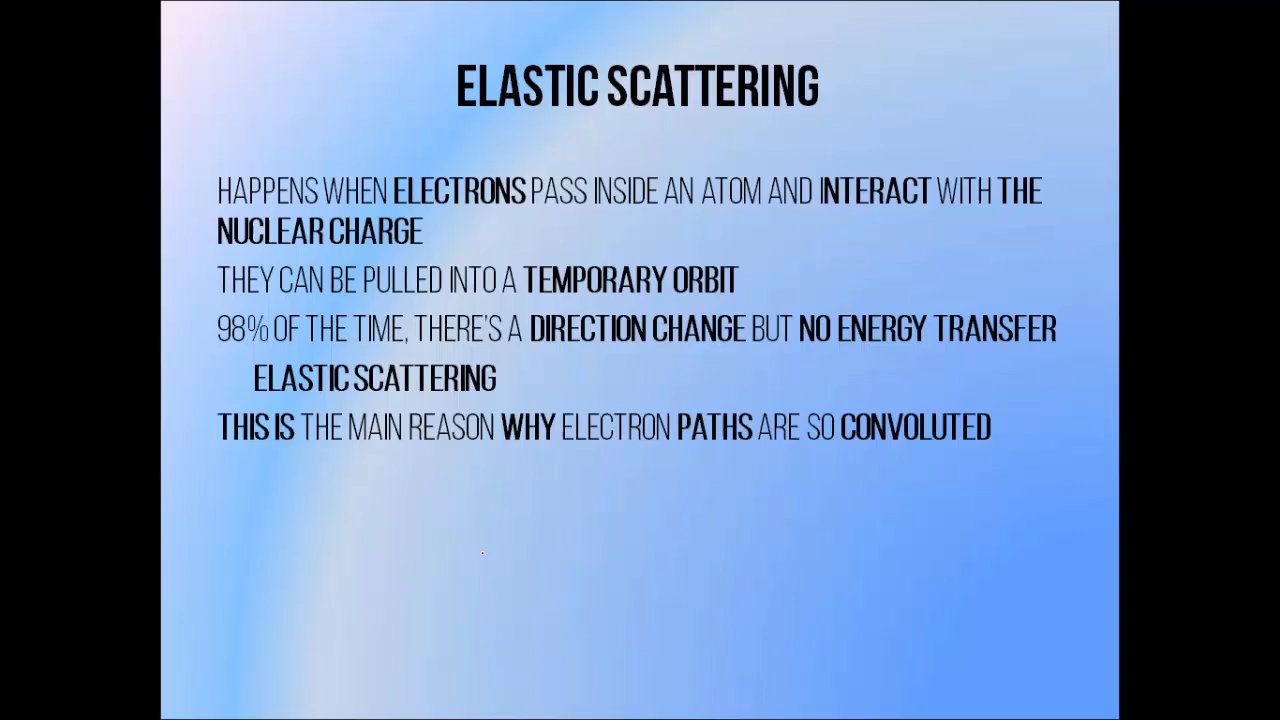 ELASTIC SCATTERING
HAPPENS WHEN ELECTRONS PASS INSIDE AN ATOM AND INTERACT WITH THE
NUCLEAR CHARGE
THEY CAN BE PULLED INTO A TEMPORARY ORBIT
98% OF THE TIME, THERE'S A DIRECTION CHANGE BUT NO ENERGY TRANSFER
ELASTIC SCATTERING
THIS IS THE MAIN REASON WHY ELECTRON PATHS ARE SO CONVOLUTED